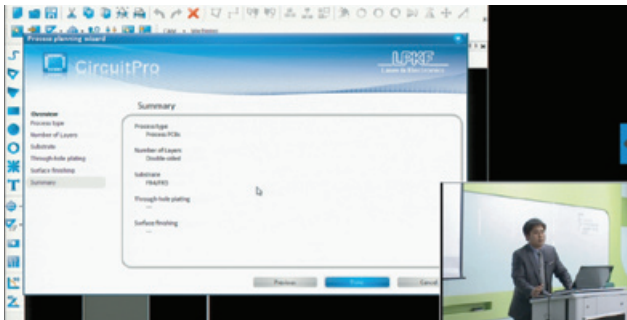 Process planning wizard
CircuitPro
LPKF
Laser & Electronics
Overview
Process type
Number of Layers
Substrate
Through-hole plating
Surface finishing
Summary
Summary
Process type
Process PCBs
Number of Layers
Double-sided
Substrate
FR4/FR5
Through-hole plating
---
Surface finishing
---
Previous
Cancel